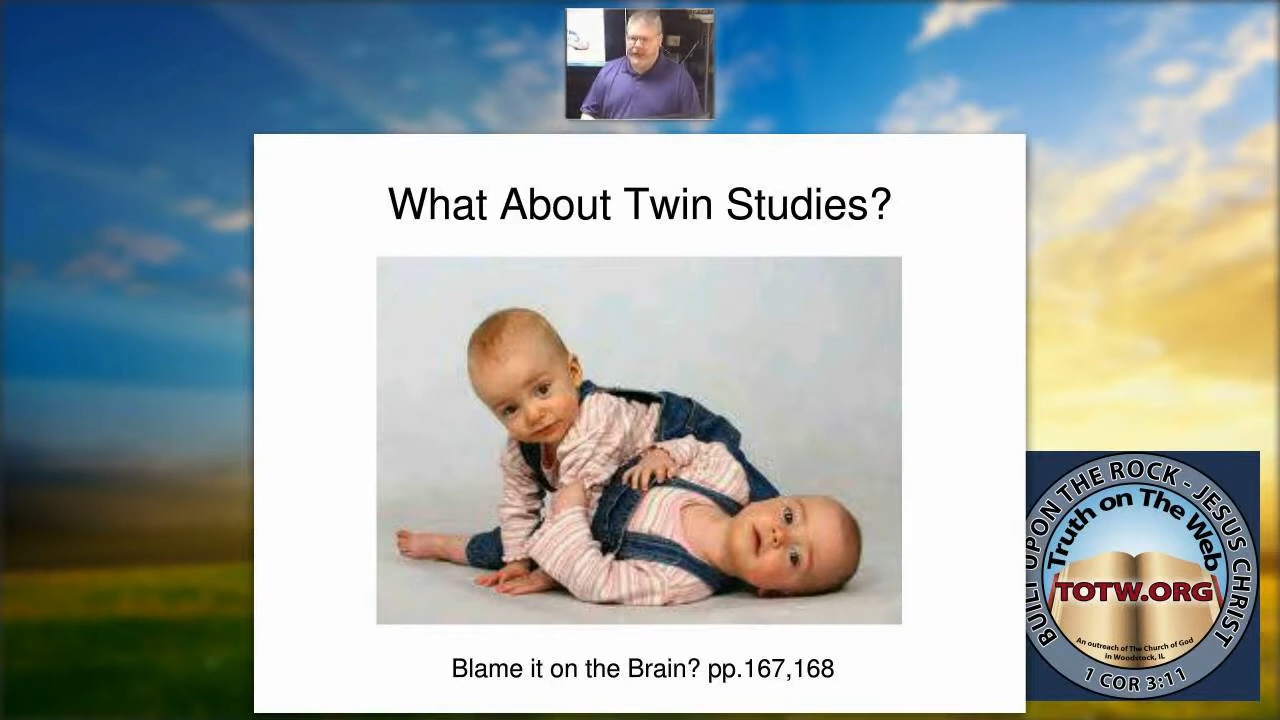 What About Twin Studies?
Blame it on the Brain? pp.167,168
BUILT UPON THE ROCK - JESUS CHRIST
Truth on The Web
TOTW.ORG
An outreach of The Church of God
in Woodstock, IL
1 COR 3:11